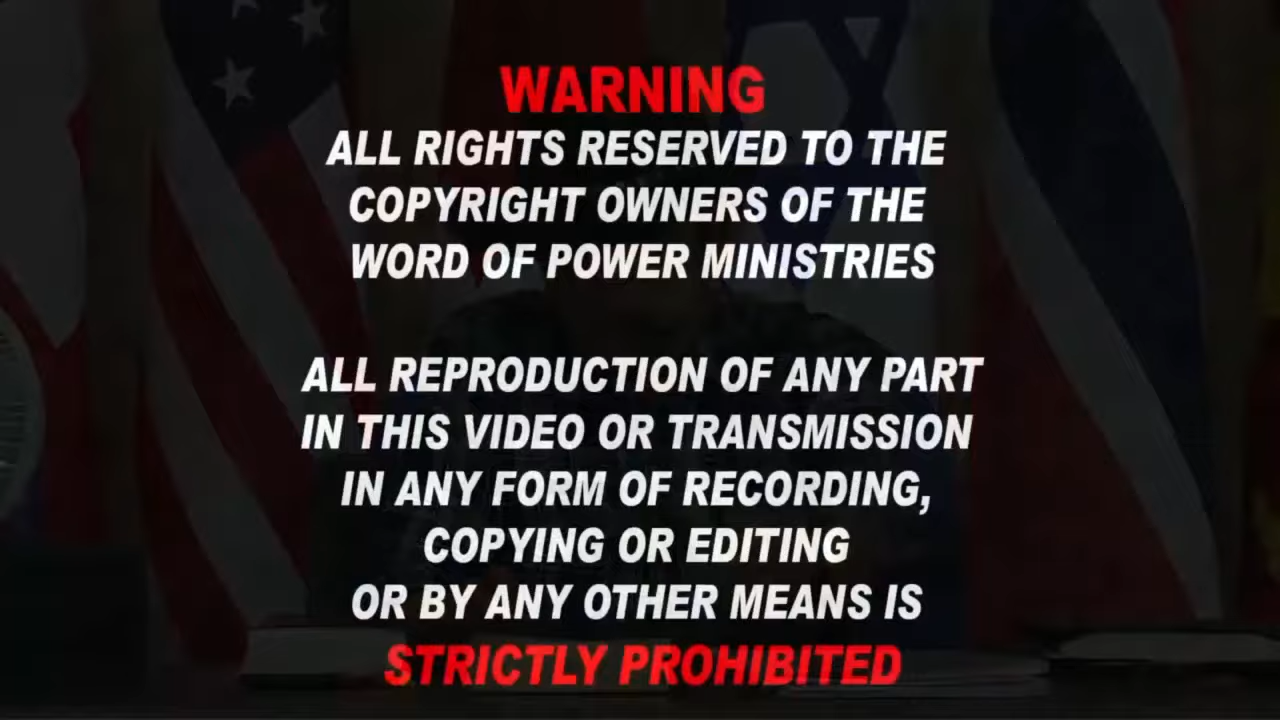 WARNING
ALL RIGHTS RESERVED TO THE
COPYRIGHT OWNERS OF THE
WORD OF POWER MINISTRIES
ALL REPRODUCTION OF ANY PART
IN THIS VIDEO OR TRANSMISSION
IN ANY FORM OF RECORDING,
COPYING OR EDITING
OR BY ANY OTHER MEANS IS
STRICTLY PROHIBITED